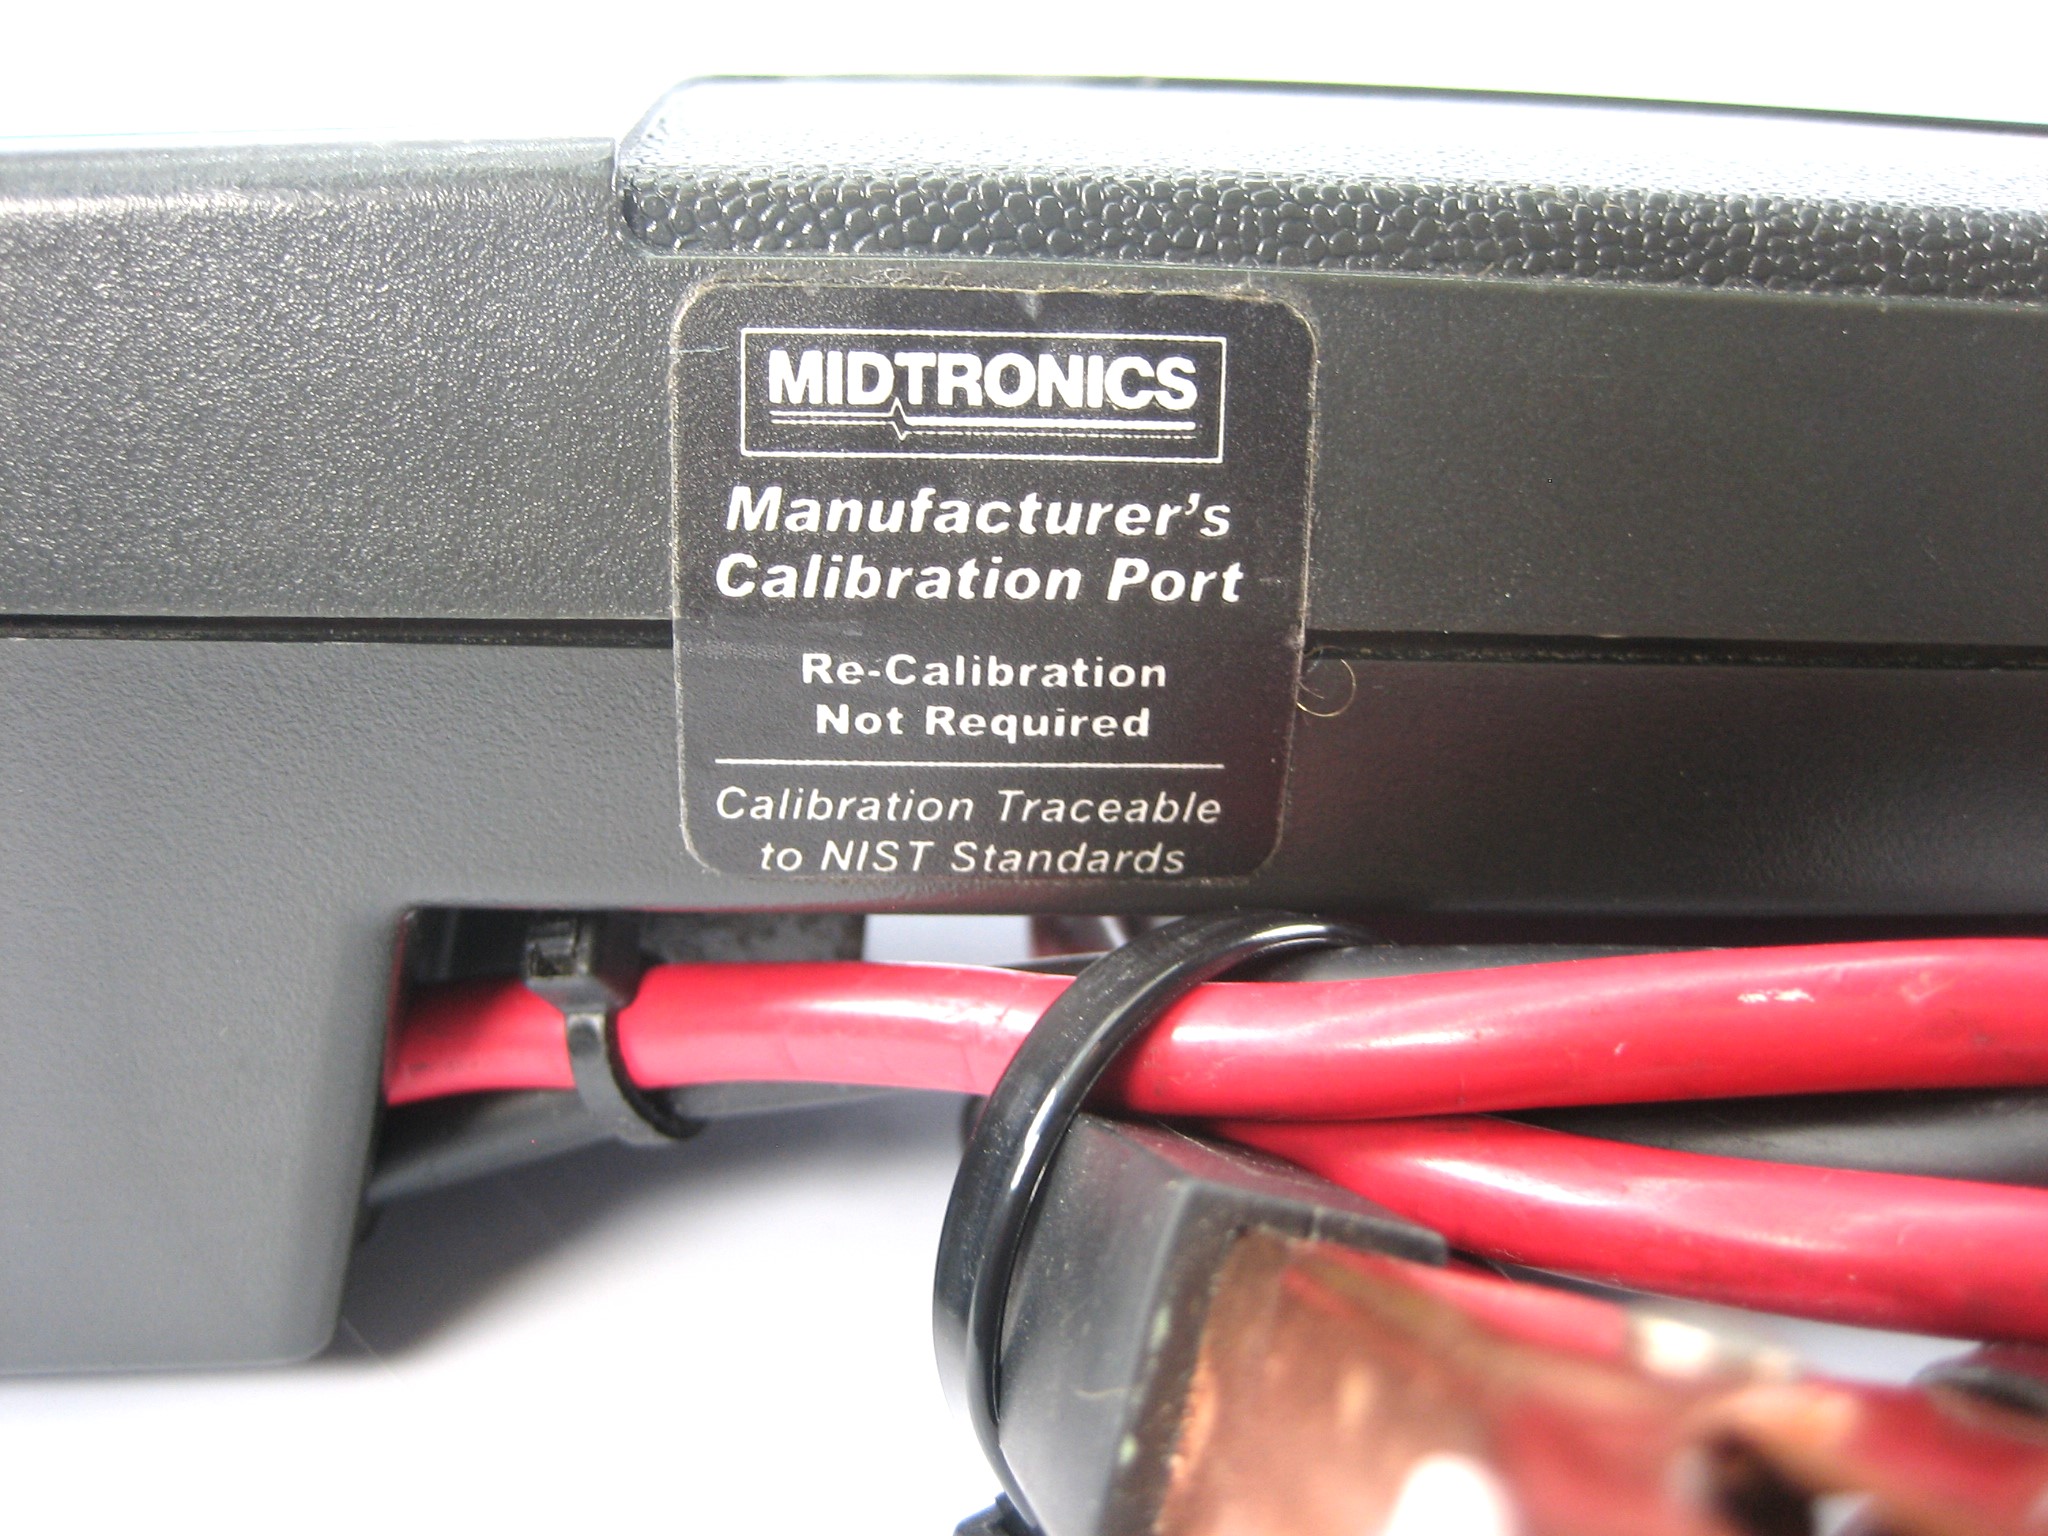 MIDTRONICS
Manufacturer's
Calibration Port
Re-Calibration
Not Required
Calibration Traceable
to NIST Standards